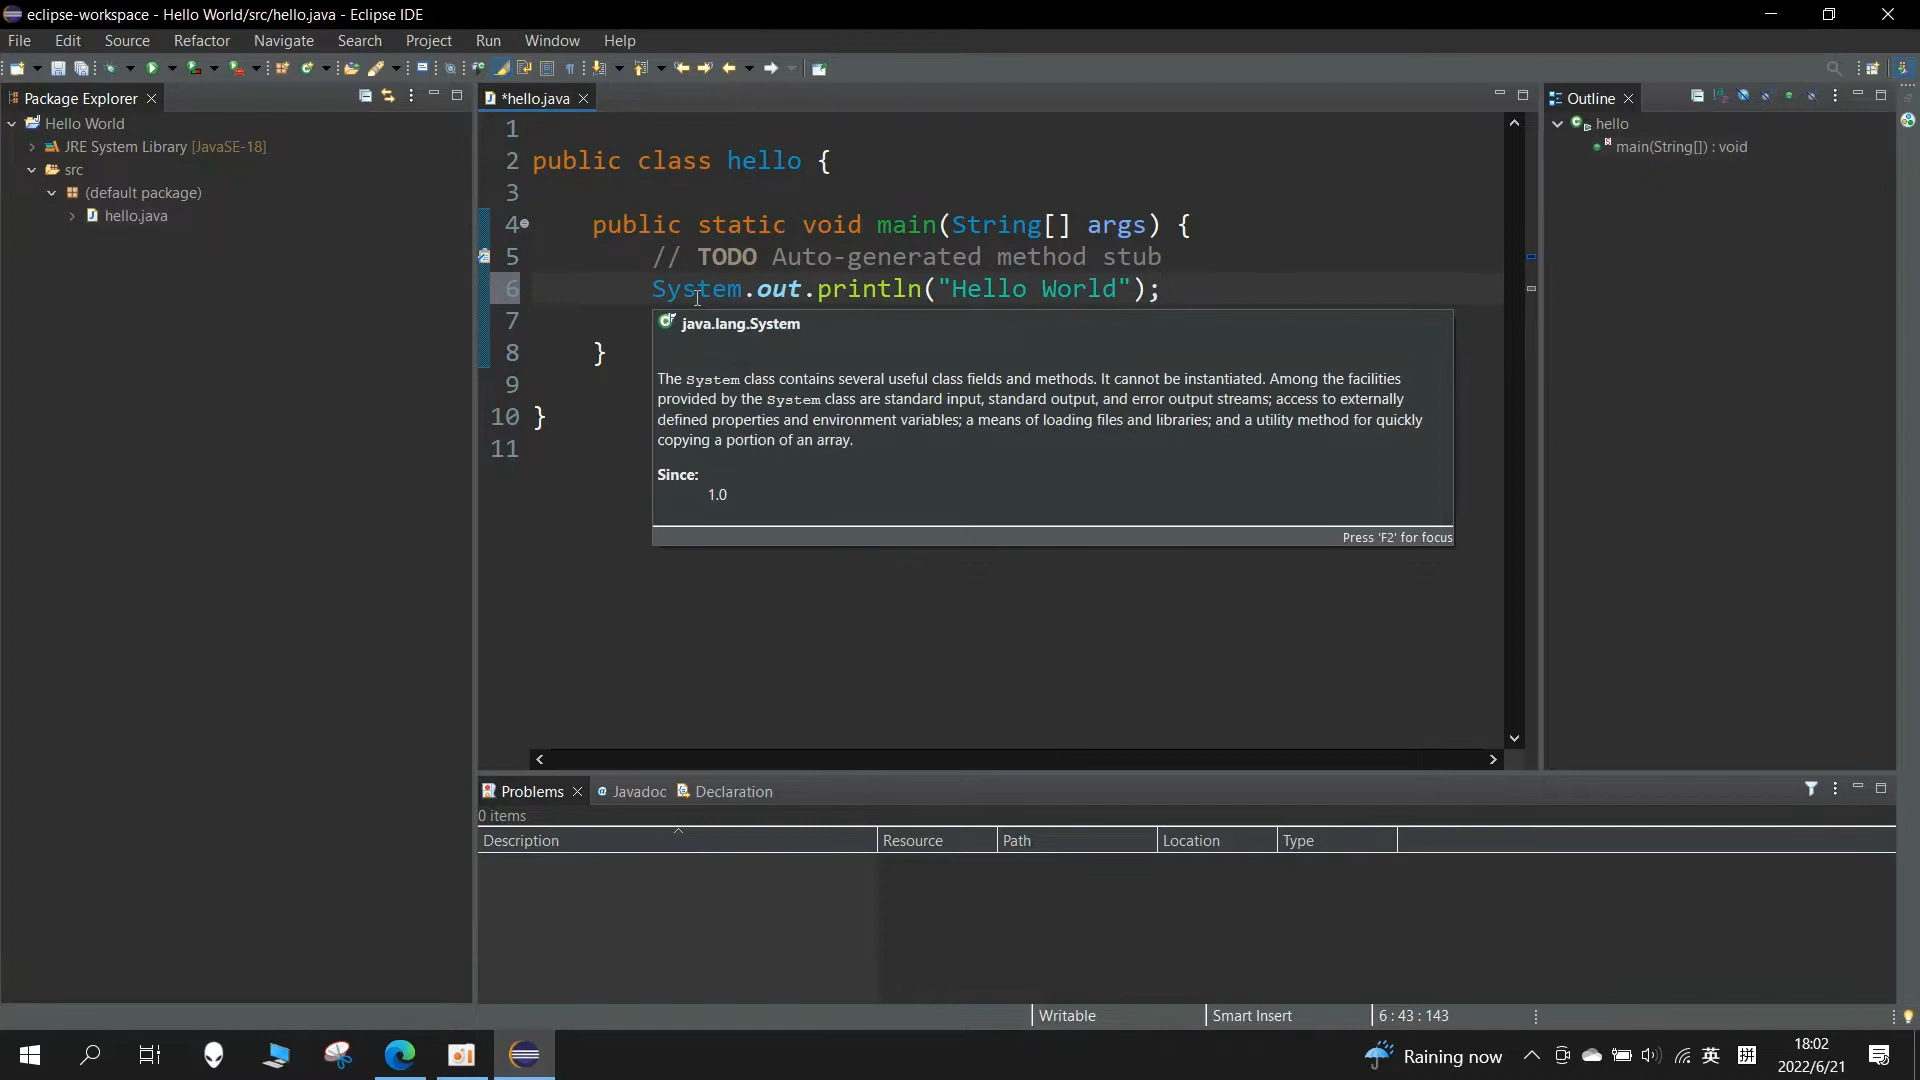 eclipse-workspace - Hello World/src/hello.java - Eclipse IDE
File Edit Source Refactor Navigate Search Project Run Window Help
Package Explorer
Hello World
JRE System Library [JavaSE-18]
src
(default package)
hello.java
*hello.java
1
2 public class hello {
3
4 public static void main(String[] args) {
5 // TODO Auto-generated method stub
6 System.out.println("Hello World");
7
8 }
9
10 }
11
java.lang.System
The System class contains several useful class fields and methods. It cannot be instantiated. Among the facilities
provided by the System class are standard input, standard output, and error output streams; access to externally
defined properties and environment variables; a means of loading files and libraries; and a utility method for quickly
copying a portion of an array.
Since:
1.0
Press 'F2' for focus
Outline
hello
main(String[]) : void
Problems Javadoc Declaration
0 items
Description Resource Path Location Type
Writable Smart Insert 6 : 43 : 143
Raining now 英 拼 18:02
2022/6/21